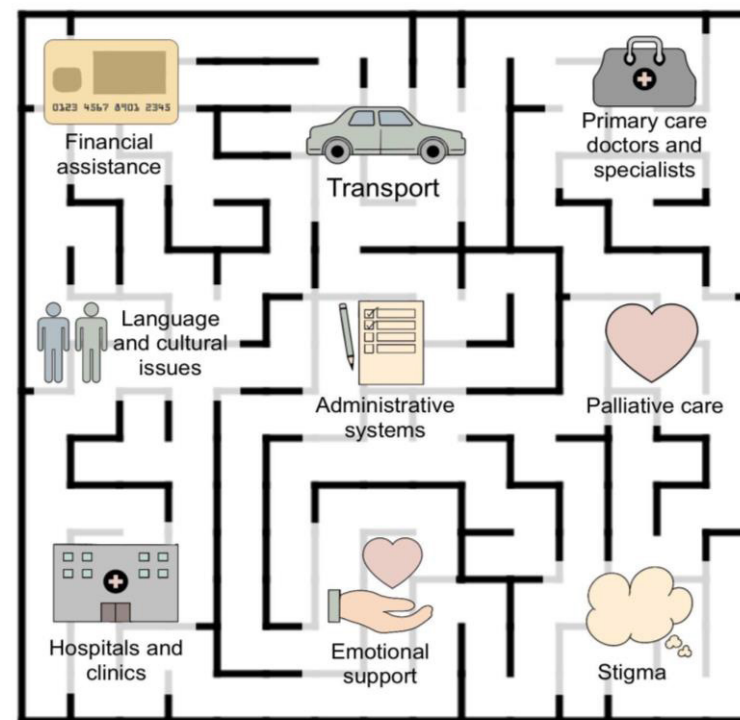 0123 4567 8901 2345
Financial
assistance
Transport
Primary care
doctors and
specialists
Language
and cultural
issues
Administrative
systems
Palliative care
Hospitals and
clinics
Emotional
support
Stigma